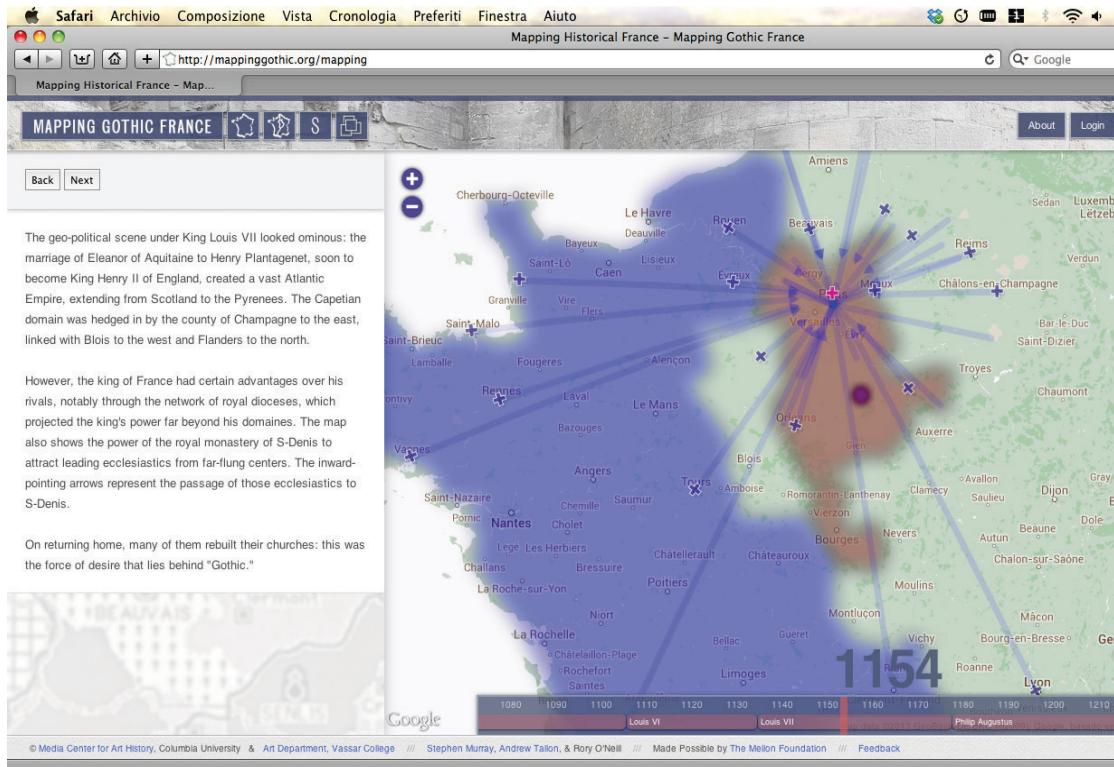 Safari Archivio Composizione Vista Cronologia Preferiti Finestra Aiuto
Mapping Historical France – Mapping Gothic France
http://mappinggothic.org/mapping
Google
Mapping Historical France – Map...
MAPPING GOTHIC FRANCE
S
About
Login
Back
Next
The geo-political scene under King Louis VII looked ominous: the
marriage of Eleanor of Aquitaine to Henry Plantagenet, soon to
become King Henry II of England, created a vast Atlantic
Empire, extending from Scotland to the Pyrenees. The Capetian
domain was hedged in by the county of Champagne to the east,
linked with Blois to the west and Flanders to the north.
However, the king of France had certain advantages over his
rivals, notably through the network of royal dioceses, which
projected the king's power far beyond his domaines. The map
also shows the power of the royal monastery of S-Denis to
attract leading ecclesiastics from far-flung centers. The inward-
pointing arrows represent the passage of those ecclesiastics to
S-Denis.
On returning home, many of them rebuilt their churches: this was
the force of desire that lies behind "Gothic."
BEAUVAIS
Amiens
Cherbourg-Octeville
Sedan
Luxemb
Lëtzeb
Le Havre
Rouen
Beauvais
Deauville
Bayeux
Lisieux
Reims
Verdun
Saint-Lô
Caen
Évreux
Cergy
Paris
Meaux
Châlons-en-Champagne
Granville
Vire
Flers
Saint-Malo
Versailles
Évry
Bar-le-Duc
Saint-Dizier
Saint-Brieuc
Lamballe
Fougères
Alençon
Troyes
Chaumont
ontivy
Rennes
Laval
Le Mans
Bazouges
Orléans
Auxerre
Vannes
Gien
Blois
Angers
Tours
Amboise
Romorantin-Lanthenay
Clamecy
Avallon
Gray
Saint-Nazaire
Chemille
Saumur
Saulieu
Dijon
Pornic
Nantes
Cholet
Vierzon
Dole
Bourges
Nevers
Beaune
Autun
Lege
Les Herbiers
Châtellerault
Châteauroux
Chalon-sur-Saône
Challans
Bressuire
La Roche-sur-Yon
Poitiers
Moulins
Niort
Montluçon
Mâcon
La Rochelle
Bellac
Gueret
Vichy
Bourg-en-Bresse
Ge
Châtelaillon-Plage
Rochefort
Limoges
Roanne
Saintes
Lyon
1154
1080 1090 1100 1110 1120 1130 1140 1150 1160 1170 1180 1190 1200 1210
Louis VI
Louis VII
Philip Augustus
Google
© Media Center for Art History, Columbia University & Art Department, Vassar College /// Stephen Murray, Andrew Tallon, & Rory O'Neill /// Made Possible by The Mellon Foundation /// Feedback